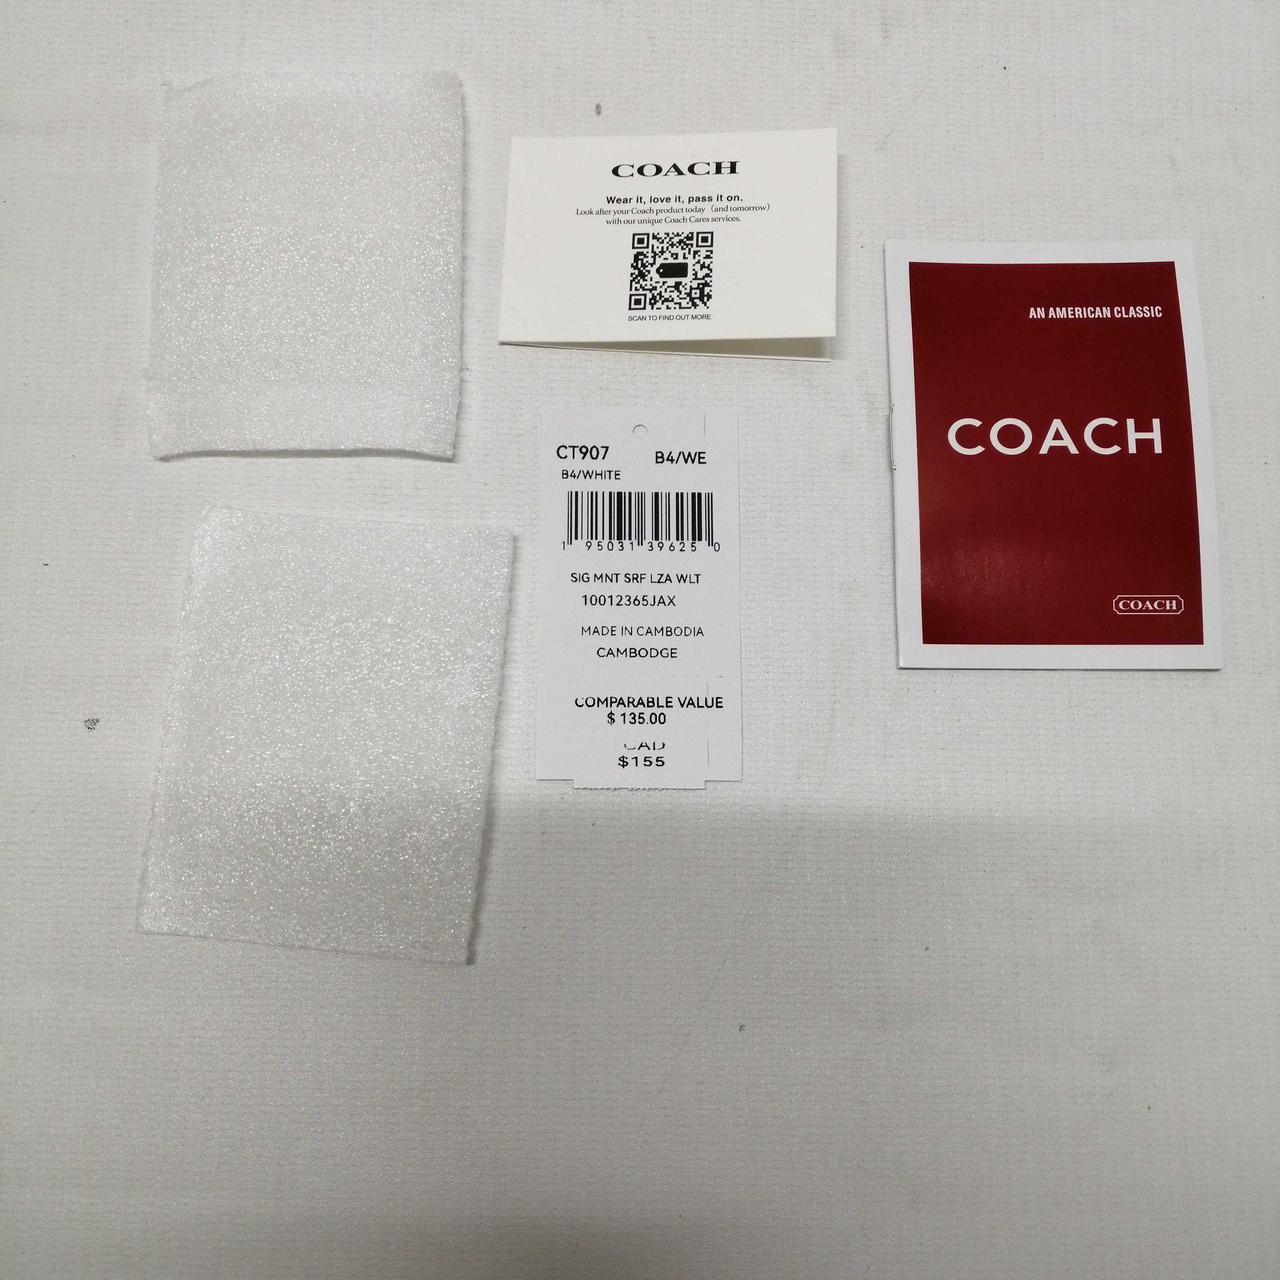 COACH
Wear it, love it, pass it on.
Look after your Coach product today (and tomorrow)
with our unique Coach Cares services.
SCAN TO FIND OUT MORE
AN AMERICAN CLASSIC
COACH
COACH
CT907 B4/WE
B4/WHITE
1 95031 39625 0
SIG MNT SRF LZA WLT
10012365JAX
MADE IN CAMBODIA
CAMBODGE
COMPARABLE VALUE
$ 135.00
CAD
$155